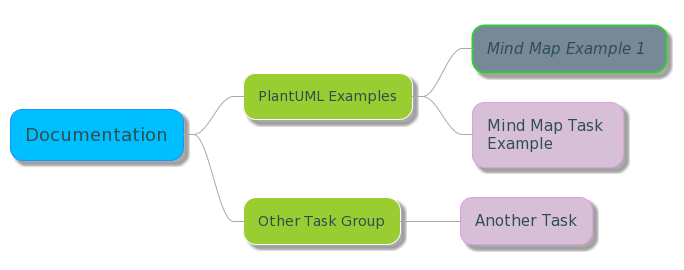 Documentation
PlantUML Examples
Mind Map Example 1
Mind Map Task
Example
Other Task Group
Another Task